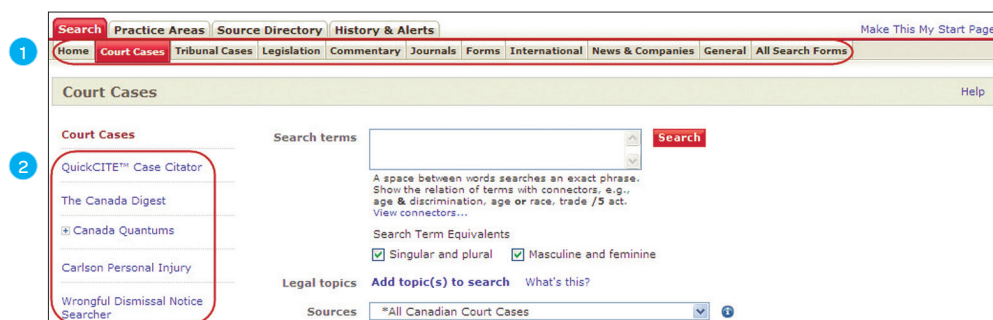 Search Practice Areas Source Directory History & Alerts Make This My Start Page
1
Home Court Cases Tribunal Cases Legislation Commentary Journals Forms International News & Companies General All Search Forms
Court Cases Help
Court Cases
2
QuickCITE™ Case Citator
The Canada Digest
Canada Quantums
Carlson Personal Injury
Wrongful Dismissal Notice
Searcher
Search terms Search
A space between words searches an exact phrase.
Show the relation of terms with connectors, e.g.,
age & discrimination, age or race, trade /5 act.
View connectors...
Search Term Equivalents
Singular and plural Masculine and feminine
Legal topics Add topic(s) to search What's this?
Sources *All Canadian Court Cases